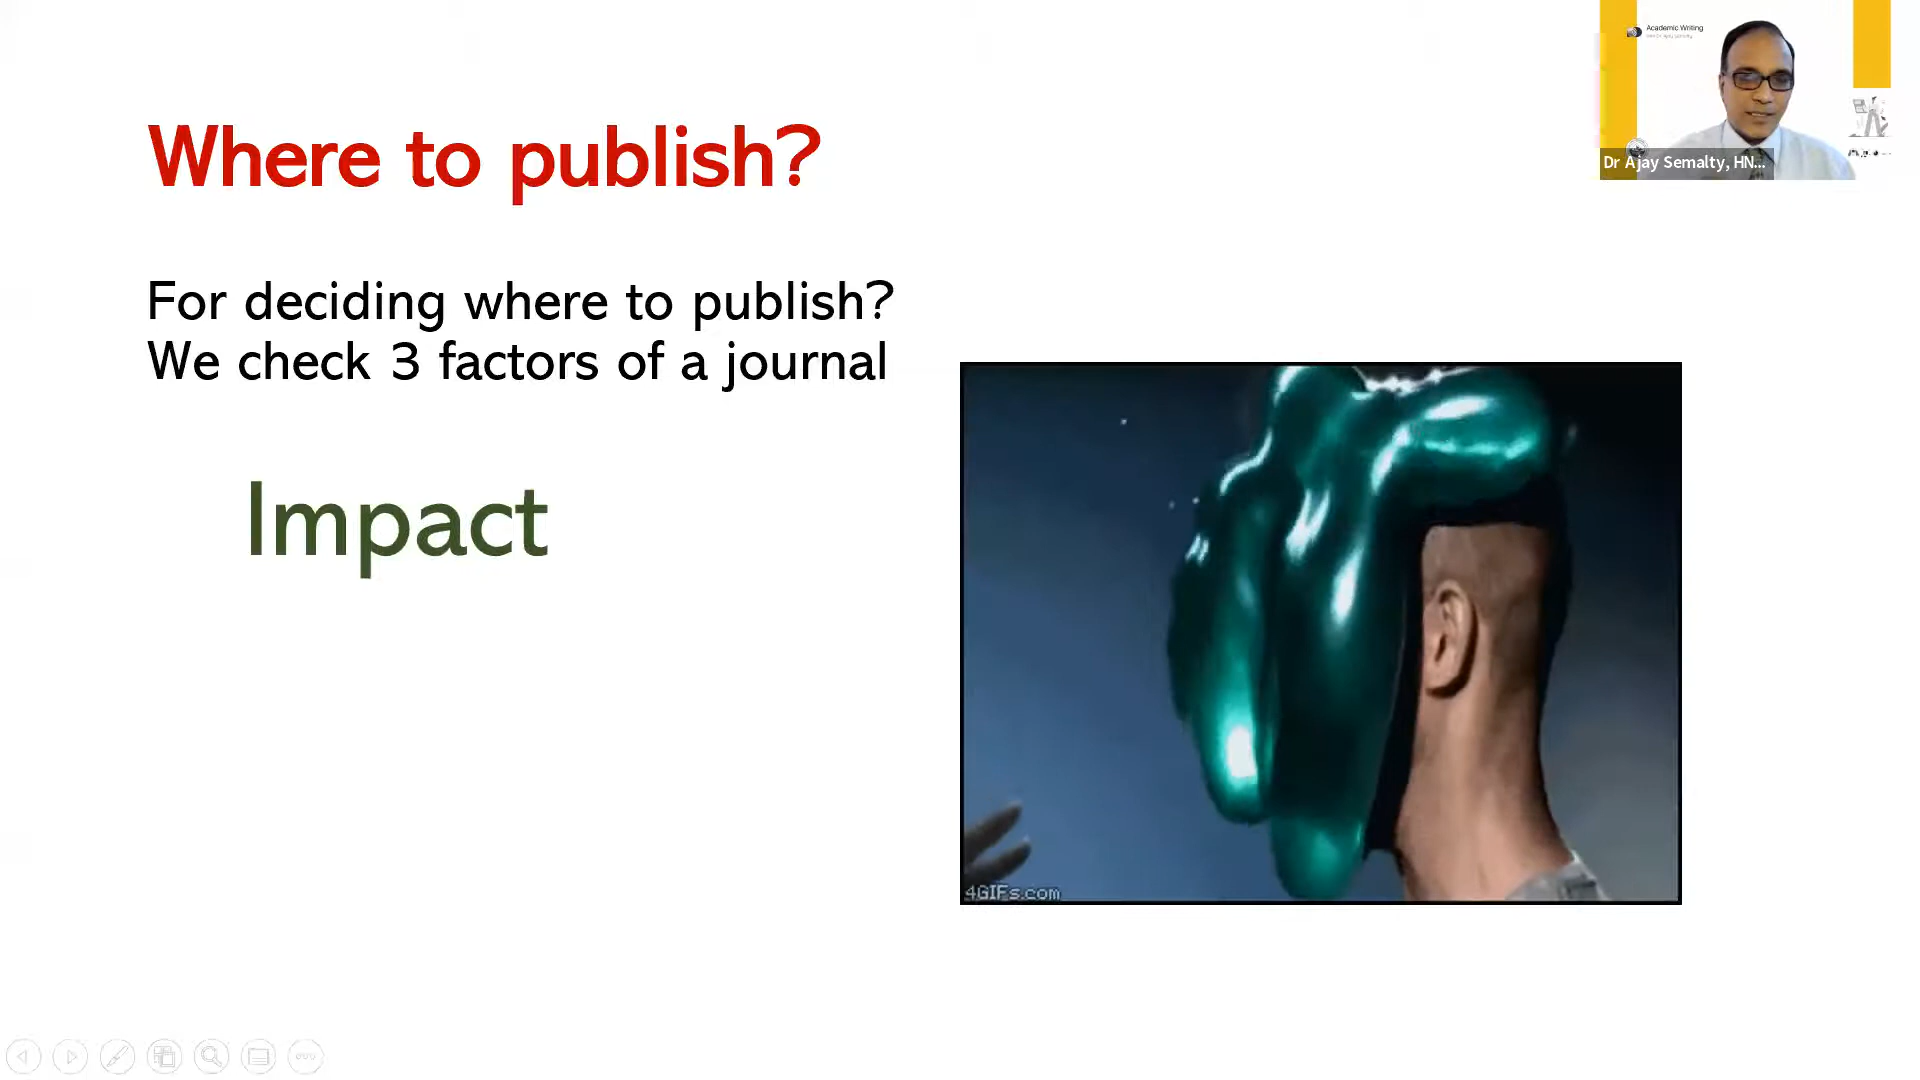 Academic Writing
Dr Ajay Semalty, HN...
Where to publish?
For deciding where to publish?
We check 3 factors of a journal
Impact
4GIFs.com